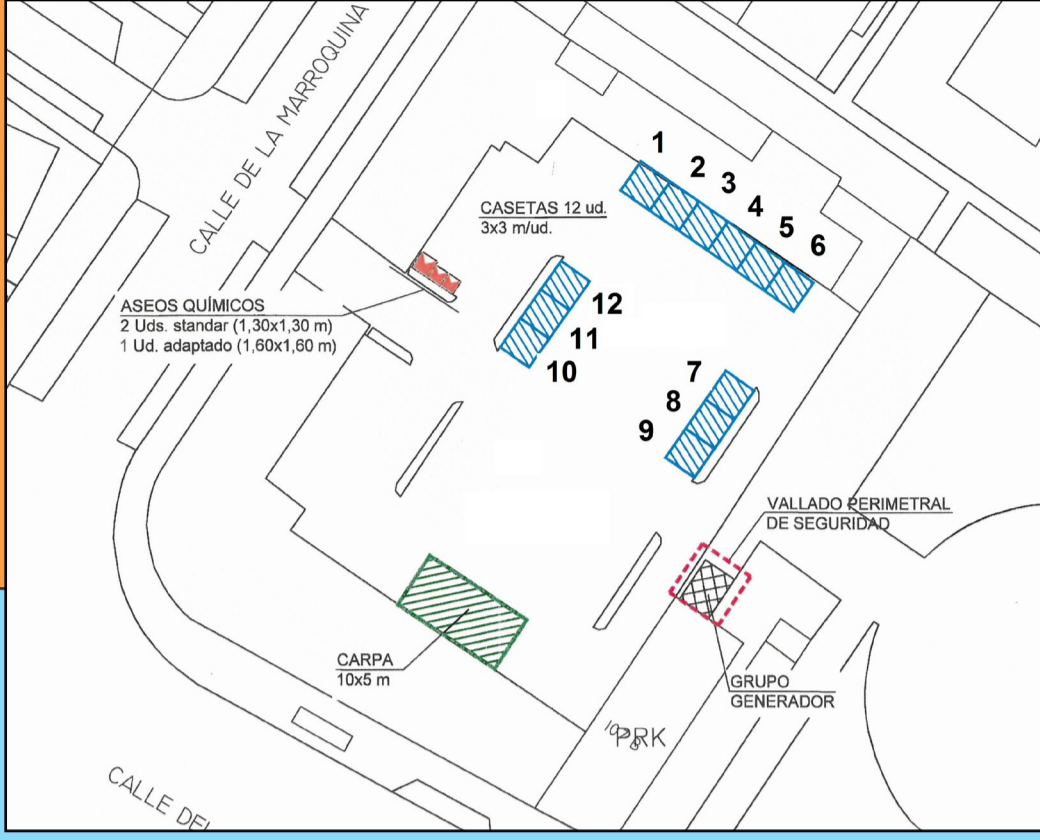 CALLE DE LA MARROQUINA
1
2
3
4
5
6
CASETAS 12 ud.
3x3 m/ud.
ASEOS QUÍMICOS
2 Uds. standar (1,30x1,30 m)
1 Ud. adaptado (1,60x1,60 m)
12
11
10
7
8
9
VALLADO PERIMETRAL
DE SEGURIDAD
CARPA
10x5 m
GRUPO
GENERADOR
PRK
CALLE DEL